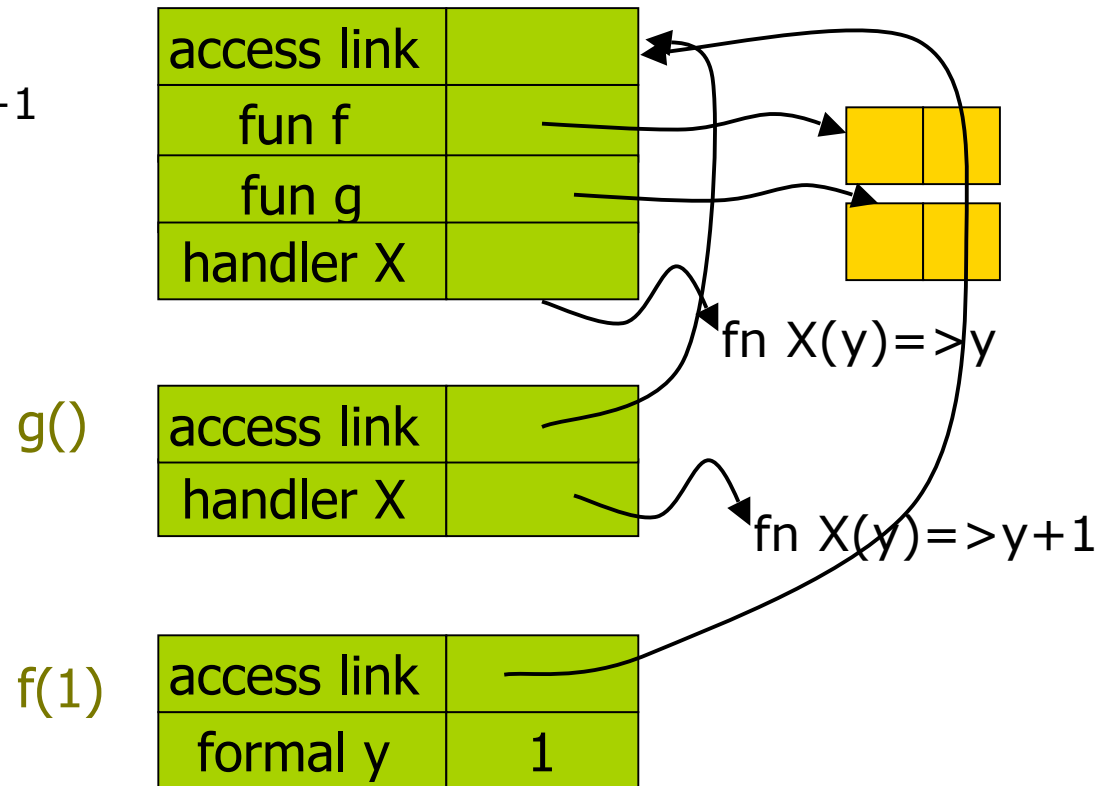 access link
-1
fun f
fun g
handler X
fn X(y)=>y
g()
access link
handler X
fn X(y)=>y+1
f(1)
access link
formal y 1